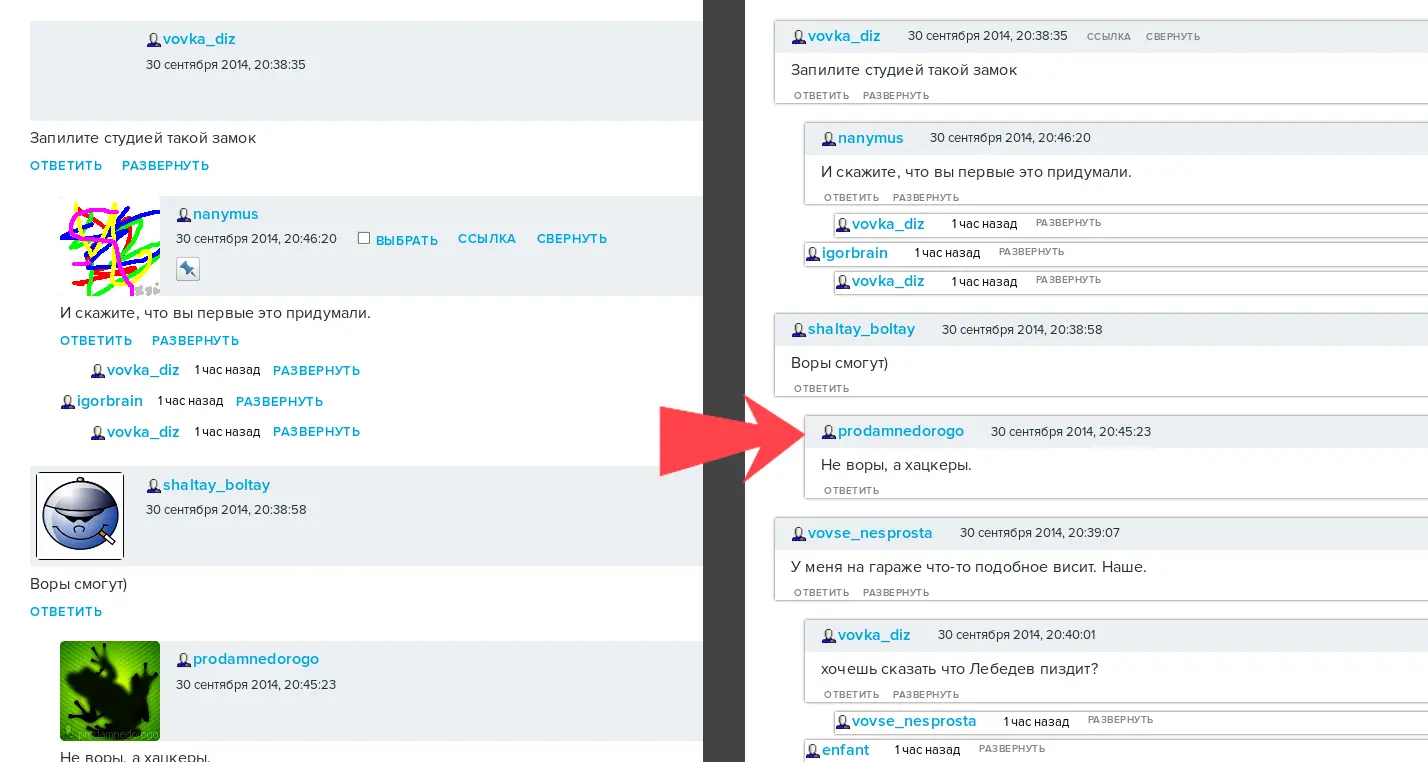 vovka_diz
30 сентября 2014, 20:38:35
Запилите студией такой замок
ОТВЕТИТЬ РАЗВЕРНУТЬ
nanymus
30 сентября 2014, 20:46:20 ВЫБРАТЬ ССЫЛКА СВЕРНУТЬ
И скажите, что вы первые это придумали.
ОТВЕТИТЬ РАЗВЕРНУТЬ
vovka_diz 1 час назад РАЗВЕРНУТЬ
igorbrain 1 час назад РАЗВЕРНУТЬ
vovka_diz 1 час назад РАЗВЕРНУТЬ
shaltay_boltay
30 сентября 2014, 20:38:58
Воры смогут)
ОТВЕТИТЬ
prodamnedorogo
30 сентября 2014, 20:45:23
prodamnedorogo
Не воры, а хацкеры.
vovka_diz 30 сентября 2014, 20:38:35 ССЫЛКА СВЕРНУТЬ
Запилите студией такой замок
ОТВЕТИТЬ РАЗВЕРНУТЬ
nanymus 30 сентября 2014, 20:46:20
И скажите, что вы первые это придумали.
ОТВЕТИТЬ РАЗВЕРНУТЬ
vovka_diz 1 час назад РАЗВЕРНУТЬ
igorbrain 1 час назад РАЗВЕРНУТЬ
vovka_diz 1 час назад РАЗВЕРНУТЬ
shaltay_boltay 30 сентября 2014, 20:38:58
Воры смогут)
ОТВЕТИТЬ
prodamnedorogo 30 сентября 2014, 20:45:23
Не воры, а хацкеры.
ОТВЕТИТЬ
vovse_nesprosta 30 сентября 2014, 20:39:07
У меня на гараже что-то подобное висит. Наше.
ОТВЕТИТЬ РАЗВЕРНУТЬ
vovka_diz 30 сентября 2014, 20:40:01
хочешь сказать что Лебедев пиздит?
ОТВЕТИТЬ РАЗВЕРНУТЬ
vovse_nesprosta 1 час назад РАЗВЕРНУТЬ
enfant 1 час назад РАЗВЕРНУТЬ